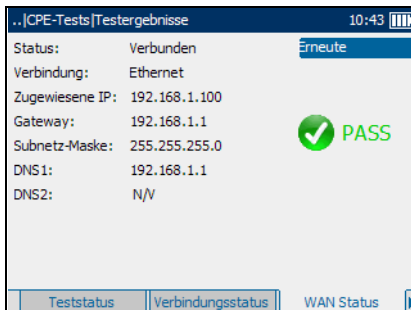 ..|CPE-Tests|Testergebnisse 10:43
Status: Verbunden
Erneute
Verbindung: Ethernet
Zugewiesene IP: 192.168.1.100
Gateway: 192.168.1.1
PASS
Subnetz-Maske: 255.255.255.0
DNS1: 192.168.1.1
DNS2: N/V
Teststatus Verbindungsstatus WAN Status